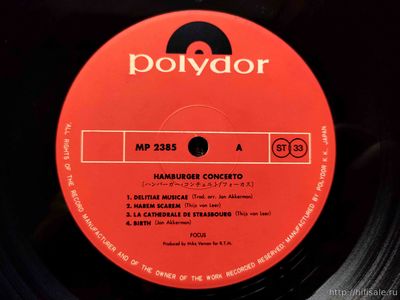 polydor
MP 2385
A
ST 33
HAMBURGER CONCERTO
[ハンバーガー・コンチェルト/フォーカス]
1. DELITIAE MUSICAE (Trad. arr. Jan Akkerman)
2. HAREM SCAREM (Thijs van Leer)
3. LA CATHEDRALE DE STRASBOURG (Thijs van Leer)
4. BIRTH (Jan Akkerman)
FOCUS
Produced by Mike Vernon for R.T.M.
ALL RIGHTS OF THE RECORD MANUFACTURER AND OF THE OWNER OF THE WORK RECORDED RESERVED. MANUFACTURED BY POLYDOR K.K. JAPAN
http://hifisale.ru